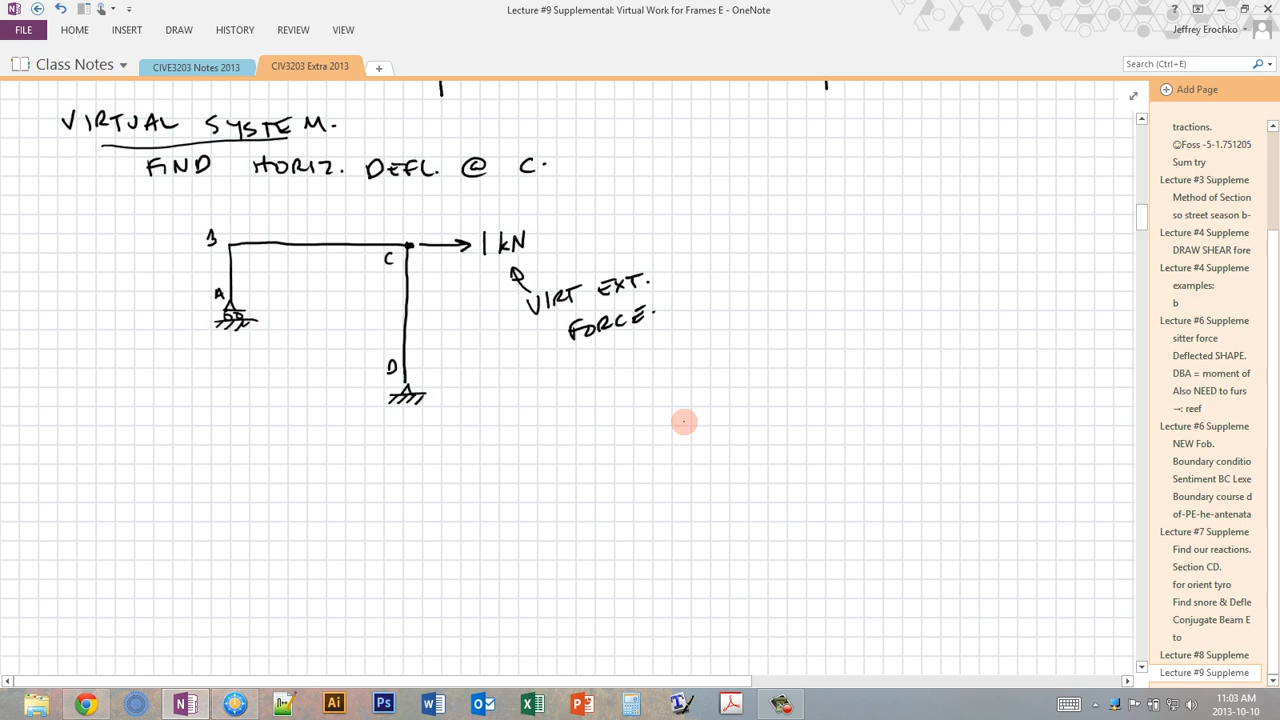 Lecture #9 Supplemental: Virtual Work for Frames E - OneNote
FILE HOME INSERT DRAW HISTORY REVIEW VIEW
Jeffrey Erochko
Class Notes
CIVE3203 Notes 2013
CIV3203 Extra 2013
Search (Ctrl+E)
Add Page
VIRTUAL SYSTEM.
FIND HORIZ. DEFL. @ C.
B
C
1 kN
A
VIRT EXT.
FORCE.
D
tractions.
☺Foss -5-1.751205
Sum try
Lecture #3 Suppleme
Method of Section
so street season b-
Lecture #4 Suppleme
DRAW SHEAR fore
Lecture #4 Suppleme
examples:
b
Lecture #6 Suppleme
sitter force
Deflected SHAPE.
DBA = moment of
Also NEED to furs
→: reef
Lecture #6 Suppleme
NEW Fob.
Boundary conditio
Sentiment BC Lexe
Boundary course d
of-PE-he-antenata
Lecture #7 Suppleme
Find our reactions.
Section CD.
for orient tyro
Find snore & Defle
Conjugate Beam E
to
Lecture #8 Suppleme
Lecture #9 Suppleme
11:03 AM
2013-10-10